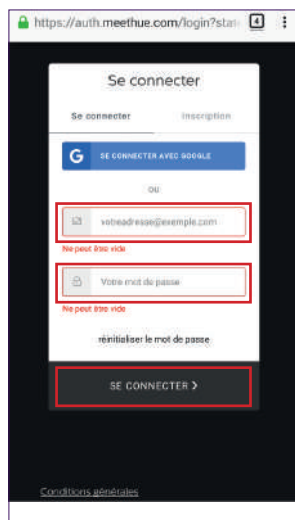 https://auth.meethue.com/login?stat
4
Se connecter
Se connecter
Inscription
G SE CONNECTER AVEC GOOGLE
OU
votreadresse@exemple.com
Ne peut être vide
Votre mot de passe
Ne peut être vide
réinitialiser le mot de passe
SE CONNECTER >
Conditions générales